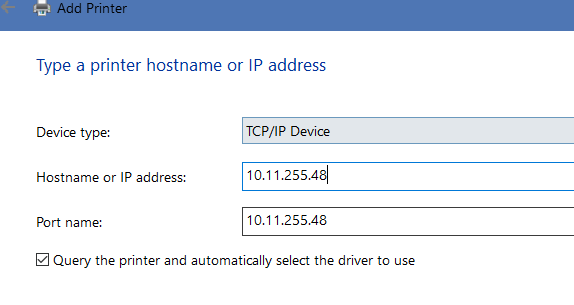 Add Printer
Type a printer hostname or IP address
Device type: TCP/IP Device
Hostname or IP address: 10.11.255.48
Port name: 10.11.255.48
Query the printer and automatically select the driver to use